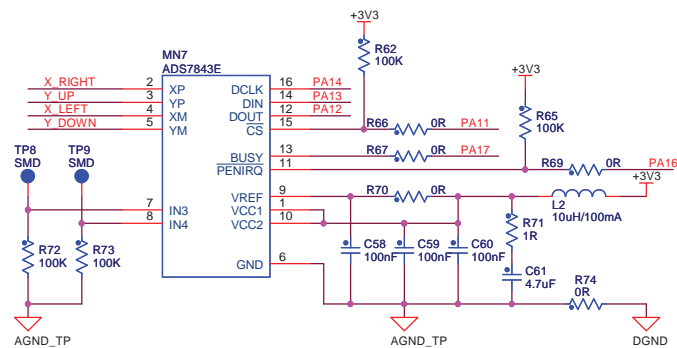 +3V3
R62
100K
MN7
ADS7843E
+3V3
X_RIGHT 2 XP DCLK 16 PA14
Y_UP 3 YP DIN 14 PA13
X_LEFT 4 XM DOUT 12 PA12
Y_DOWN 5 YM CS 15 R66 0R PA11
R65
100K
TP8
SMD
TP9
SMD
BUSY 13 R67 0R PA17
PENIRQ 11 R69 0R PA16
+3V3
VREF 9 R70 0R
7 IN3 VCC1 1
8 IN4 VCC2 10
L2
10uH/100mA
R71
1R
R72
100K
R73
100K
C58
100nF
C59
100nF
C60
100nF
GND 6
C61
4.7uF
R74
0R
AGND_TP
AGND_TP
DGND